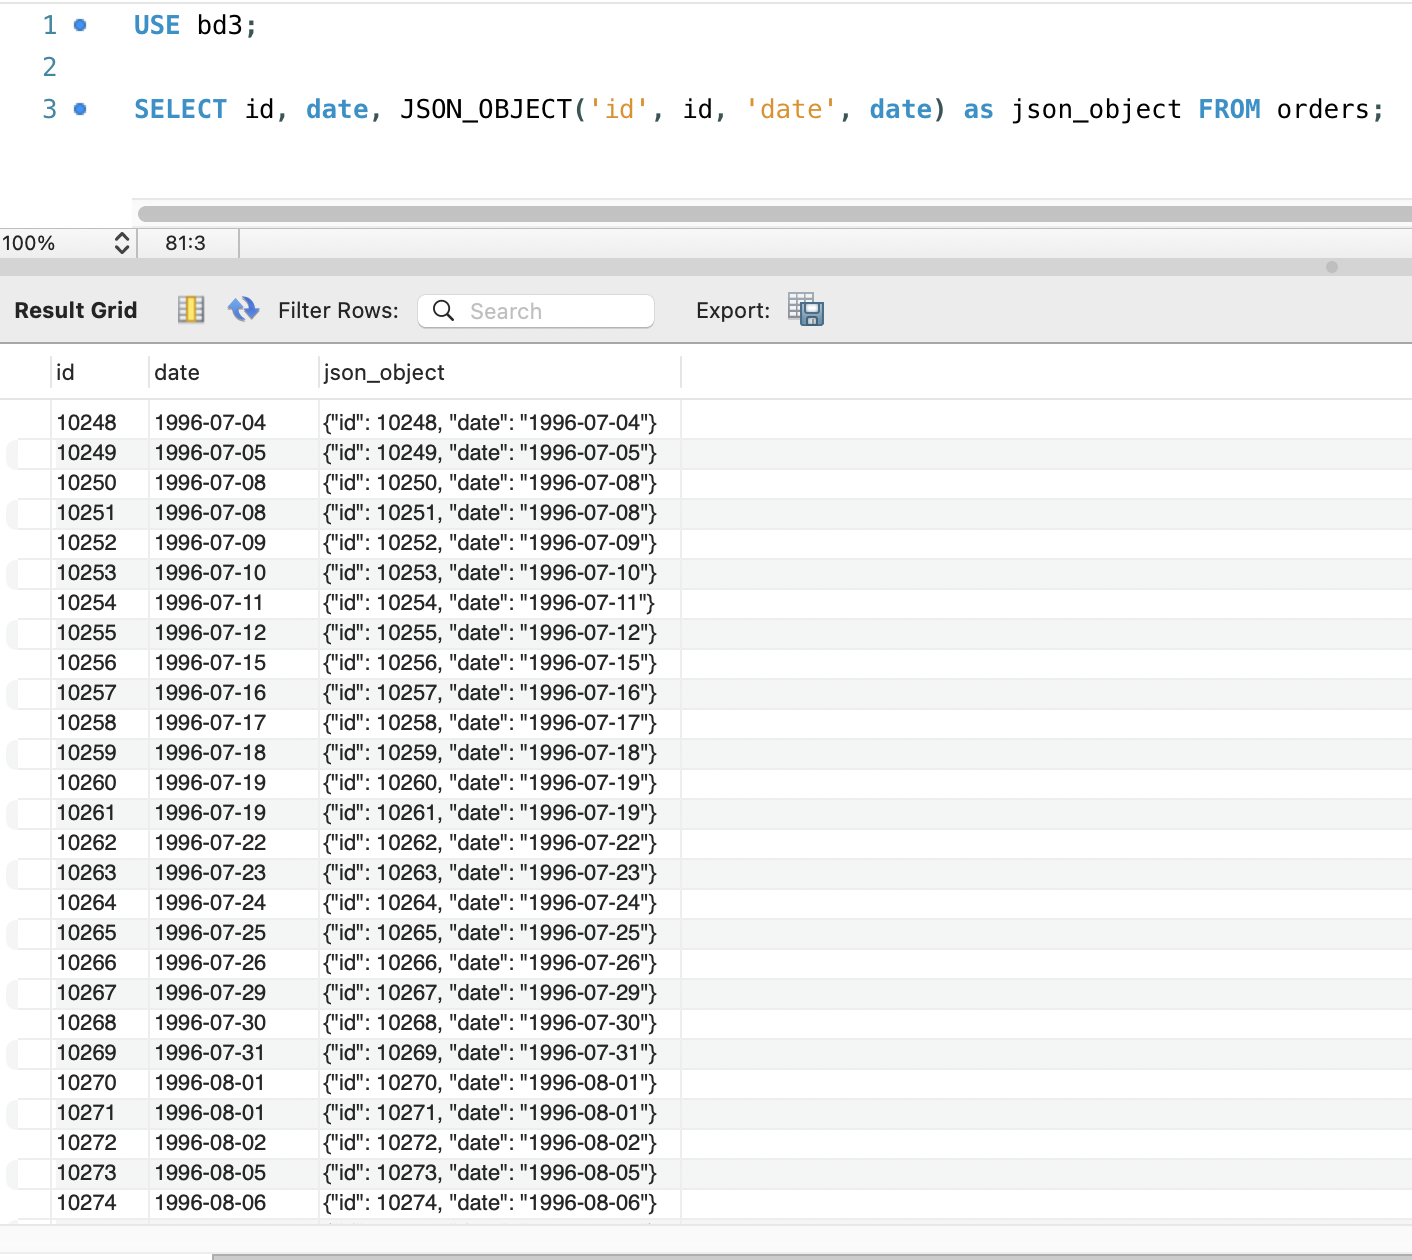 1 USE bd3;
2
3 SELECT id, date, JSON_OBJECT('id', id, 'date', date) as json_object FROM orders;
100% 81:3
Result Grid Filter Rows: Search Export:
id date json_object
10248 1996-07-04 {"id": 10248, "date": "1996-07-04"}
10249 1996-07-05 {"id": 10249, "date": "1996-07-05"}
10250 1996-07-08 {"id": 10250, "date": "1996-07-08"}
10251 1996-07-08 {"id": 10251, "date": "1996-07-08"}
10252 1996-07-09 {"id": 10252, "date": "1996-07-09"}
10253 1996-07-10 {"id": 10253, "date": "1996-07-10"}
10254 1996-07-11 {"id": 10254, "date": "1996-07-11"}
10255 1996-07-12 {"id": 10255, "date": "1996-07-12"}
10256 1996-07-15 {"id": 10256, "date": "1996-07-15"}
10257 1996-07-16 {"id": 10257, "date": "1996-07-16"}
10258 1996-07-17 {"id": 10258, "date": "1996-07-17"}
10259 1996-07-18 {"id": 10259, "date": "1996-07-18"}
10260 1996-07-19 {"id": 10260, "date": "1996-07-19"}
10261 1996-07-19 {"id": 10261, "date": "1996-07-19"}
10262 1996-07-22 {"id": 10262, "date": "1996-07-22"}
10263 1996-07-23 {"id": 10263, "date": "1996-07-23"}
10264 1996-07-24 {"id": 10264, "date": "1996-07-24"}
10265 1996-07-25 {"id": 10265, "date": "1996-07-25"}
10266 1996-07-26 {"id": 10266, "date": "1996-07-26"}
10267 1996-07-29 {"id": 10267, "date": "1996-07-29"}
10268 1996-07-30 {"id": 10268, "date": "1996-07-30"}
10269 1996-07-31 {"id": 10269, "date": "1996-07-31"}
10270 1996-08-01 {"id": 10270, "date": "1996-08-01"}
10271 1996-08-01 {"id": 10271, "date": "1996-08-01"}
10272 1996-08-02 {"id": 10272, "date": "1996-08-02"}
10273 1996-08-05 {"id": 10273, "date": "1996-08-05"}
10274 1996-08-06 {"id": 10274, "date": "1996-08-06"}